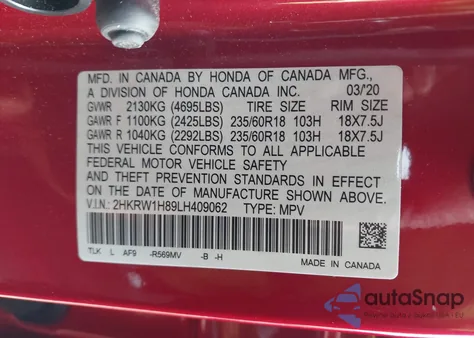 MFD. IN CANADA BY HONDA OF CANADA MFG.,
A DIVISION OF HONDA CANADA INC. 03/20
GVWR 2130KG (4695LBS) TIRE SIZE RIM SIZE
GAWR F 1100KG (2425LBS) 235/60R18 103H 18X7.5J
GAWR R 1040KG (2292LBS) 235/60R18 103H 18X7.5J
THIS VEHICLE CONFORMS TO ALL APPLICABLE
FEDERAL MOTOR VEHICLE SAFETY
AND THEFT PREVENTION STANDARDS IN EFFECT
ON THE DATE OF MANUFACTURE SHOWN ABOVE.
V.I.N.: 2HKRW1H89LH409062 TYPE: MPV
TLK L AF9 -R569MV -B -H
MADE IN CANADA
autoSnap